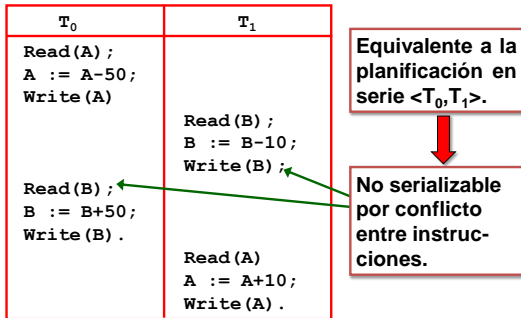 T0 T1
Read(A);
A := A-50;
Write(A)
Read(B);
B := B-10;
Write(B);
Read(B);
B := B+50;
Write(B).
Read(A)
A := A+10;
Write(A).
Equivalente a la
planificación en
serie <T0,T1>.
No serializable
por conflicto
entre instruc-
ciones.